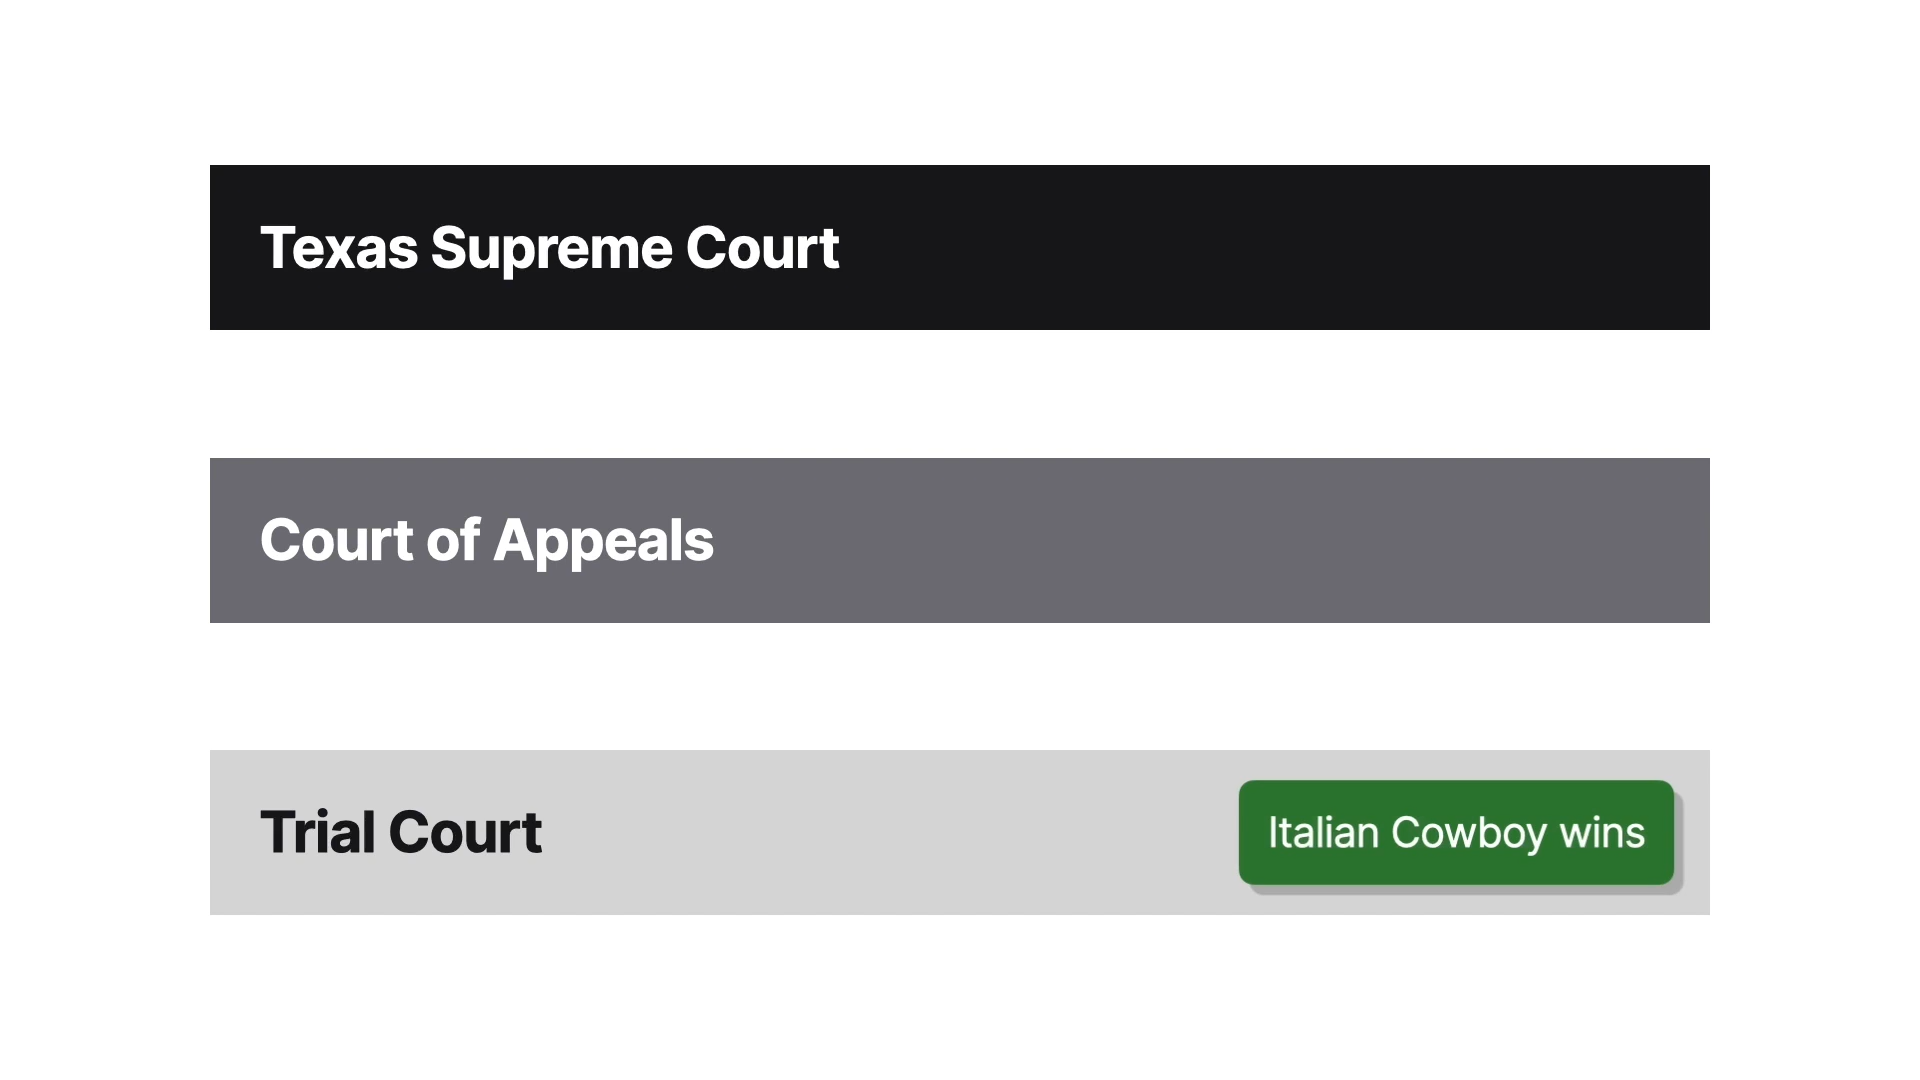 Texas Supreme Court
Court of Appeals
Trial Court
Italian Cowboy wins